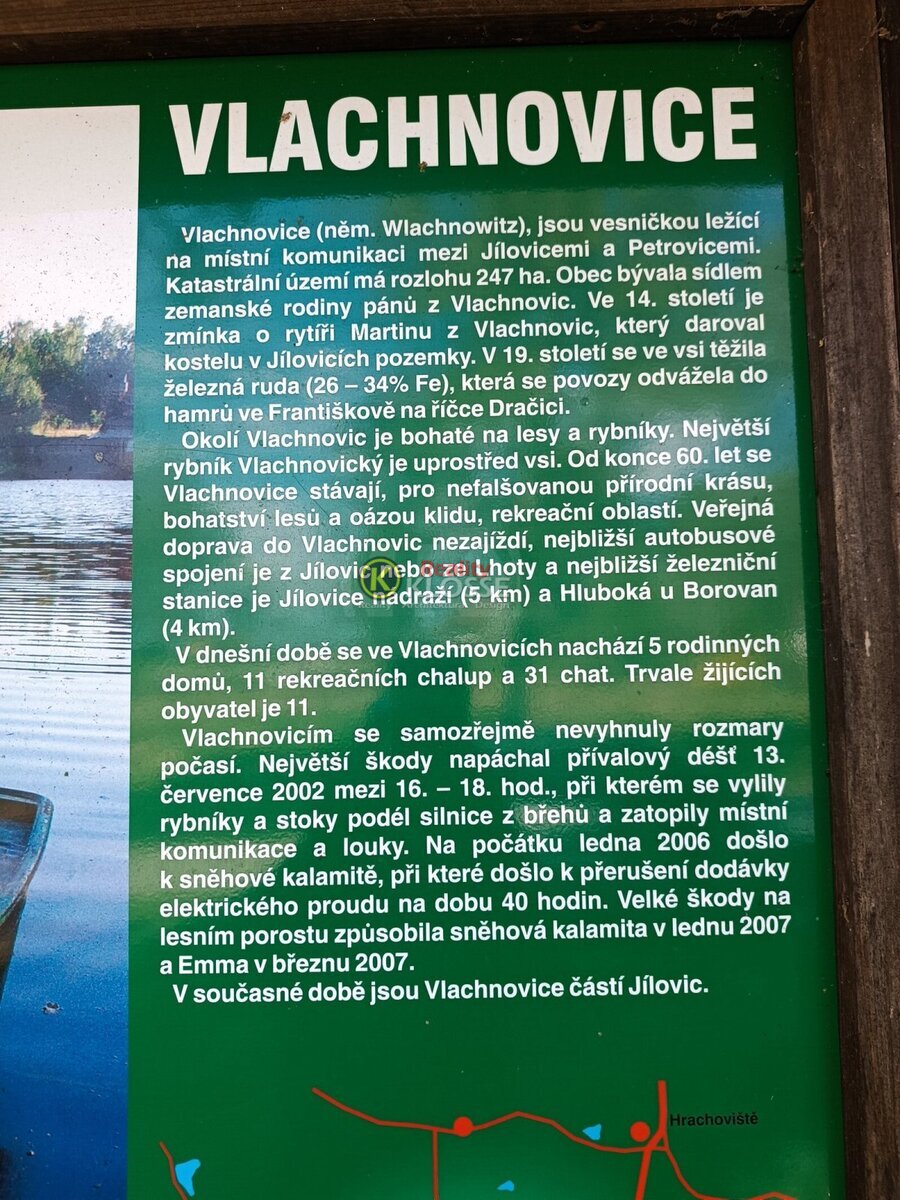 VLACHNOVICE
Vlachnovice (něm. Wlachnowitz), jsou vesničkou ležící
na místní komunikaci mezi Jílovicemi a Petrovicemi.
Katastrální území má rozlohu 247 ha. Obec bývala sídlem
zemanské rodiny pánů z Vlachnovic. Ve 14. století je
zmínka o rytíři Martinu z Vlachnovic, který daroval
kostelu v Jílovicích pozemky. V 19. století se ve vsi těžila
železná ruda (26 – 34% Fe), která se povozy odvážela do
hamrů ve Františkově na říčce Dračici.
Okolí Vlachnovic je bohaté na lesy a rybníky. Největší
rybník Vlachnovický je uprostřed vsi. Od konce 60. let se
Vlachnovice stávají, pro nefalšovanou přírodní krásu,
bohatství lesů a oázou klidu, rekreační oblastí. Veřejná
doprava do Vlachnovic nezajíždí, nejbližší autobusové
spojení je z Jílovic nebo ze Lhoty a nejbližší železniční
stanice je Jílovice nádraží (5 km) a Hluboká u Borovan
(4 km).
V dnešní době se ve Vlachnovicích nachází 5 rodinných
domů, 11 rekreačních chalup a 31 chat. Trvale žijících
obyvatel je 11.
Vlachnovicím se samozřejmě nevyhnuly rozmary
počasí. Největší škody napáchal přívalový déšť 13.
července 2002 mezi 16. – 18. hod., při kterém se vylily
rybníky a stoky podél silnice z břehů a zatopily místní
komunikace a louky. Na počátku ledna 2006 došlo
k sněhové kalamitě, při které došlo k přerušení dodávky
elektrického proudu na dobu 40 hodin. Velké škody na
lesním porostu způsobila sněhová kalamita v lednu 2007
a Emma v březnu 2007.
V současné době jsou Vlachnovice částí Jílovic.
Hrachoviště
Reality
KLOSSE